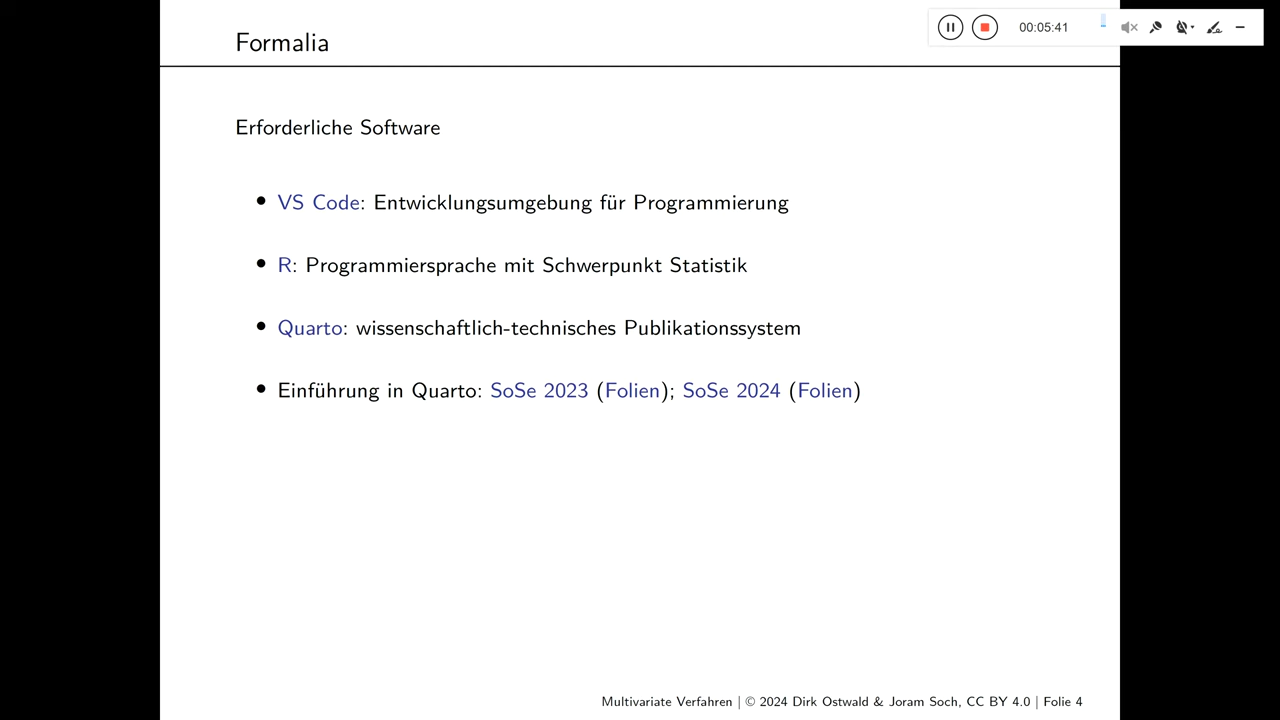 Formalia
00:05:41
Erforderliche Software
• VS Code: Entwicklungsumgebung für Programmierung
• R: Programmiersprache mit Schwerpunkt Statistik
• Quarto: wissenschaftlich-technisches Publikationssystem
• Einführung in Quarto: SoSe 2023 (Folien); SoSe 2024 (Folien)
Multivariate Verfahren | © 2024 Dirk Ostwald & Joram Soch, CC BY 4.0 | Folie 4